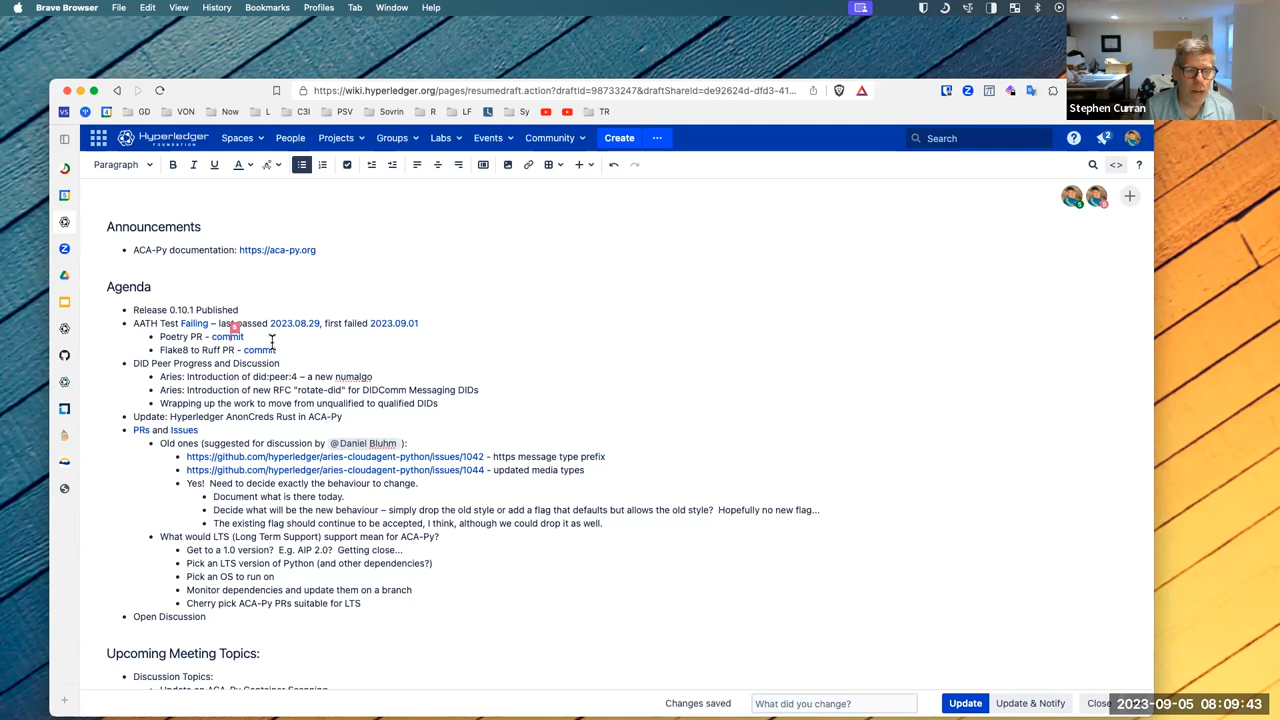 Brave Browser File Edit View History Bookmarks Profiles Tab Window Help
Stephen Curran
https://wiki.hyperledger.org/pages/resumedraft.action?draftId=98733247&draftShareId=de92624d-dfd3-41...
VS GD VON Now L C3I PSV Sovrin R LF Sy TR
HYPERLEDGER FOUNDATION Spaces People Projects Groups Labs Events Community Create ... Search 2
Paragraph B I U A <> ?
Announcements
• ACA-Py documentation: https://aca-py.org
Agenda
• Release 0.10.1 Published
• AATH Test Failing – last passed 2023.08.29, first failed 2023.09.01
• Poetry PR - commit
• Flake8 to Ruff PR - commit
• DID Peer Progress and Discussion
• Aries: Introduction of did:peer:4 – a new numalgo
• Aries: Introduction of new RFC "rotate-did" for DIDComm Messaging DIDs
• Wrapping up the work to move from unqualified to qualified DIDs
• Update: Hyperledger AnonCreds Rust in ACA-Py
• PRs and Issues
• Old ones (suggested for discussion by @Daniel Bluhm ):
• https://github.com/hyperledger/aries-cloudagent-python/issues/1042 - https message type prefix
• https://github.com/hyperledger/aries-cloudagent-python/issues/1044 - updated media types
• Yes! Need to decide exactly the behaviour to change.
• Document what is there today.
• Decide what will be the new behaviour – simply drop the old style or add a flag that defaults but allows the old style? Hopefully no new flag...
• The existing flag should continue to be accepted, I think, although we could drop it as well.
• What would LTS (Long Term Support) support mean for ACA-Py?
• Get to a 1.0 version? E.g. AIP 2.0? Getting close...
• Pick an LTS version of Python (and other dependencies?)
• Pick an OS to run on
• Monitor dependencies and update them on a branch
• Cherry pick ACA-Py PRs suitable for LTS
• Open Discussion
Upcoming Meeting Topics:
• Discussion Topics:
Update on ACA-Py Container Scanning
Changes saved What did you change? Update Update & Notify Close
2023-09-05 08:09:43